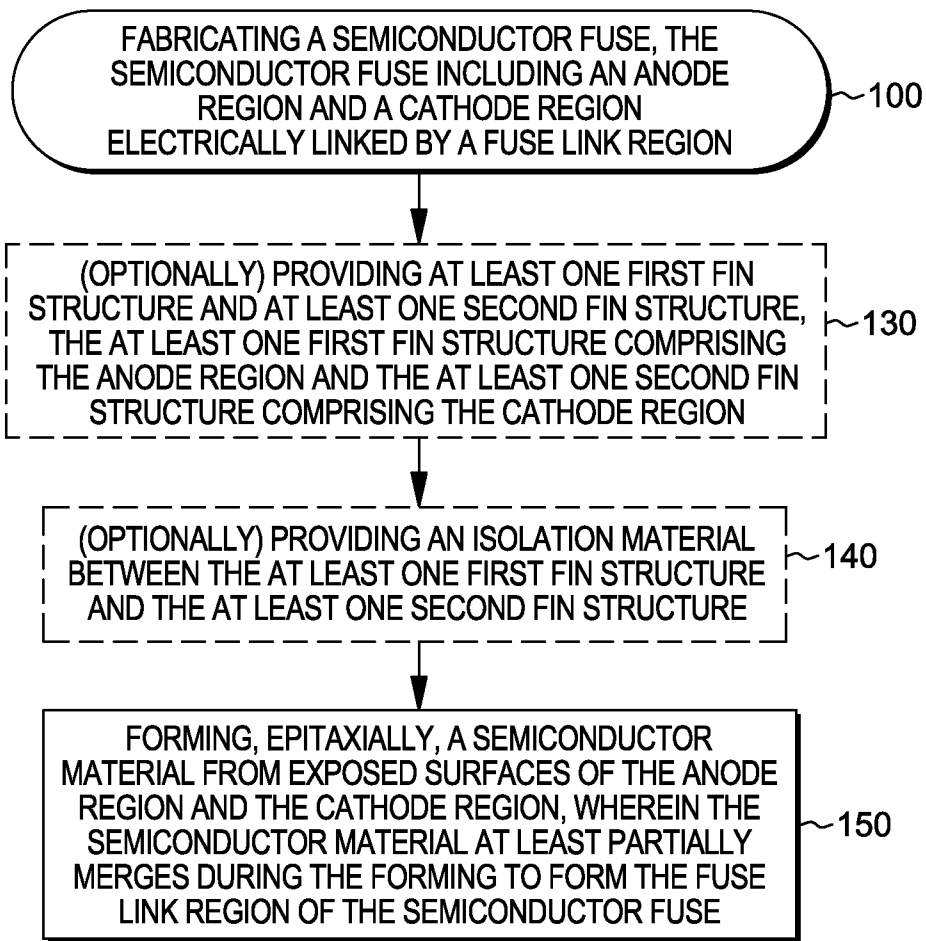 FABRICATING A SEMICONDUCTOR FUSE, THE
SEMICONDUCTOR FUSE INCLUDING AN ANODE
REGION AND A CATHODE REGION
ELECTRICALLY LINKED BY A FUSE LINK REGION
100
(OPTIONALLY) PROVIDING AT LEAST ONE FIRST FIN
STRUCTURE AND AT LEAST ONE SECOND FIN STRUCTURE,
THE AT LEAST ONE FIRST FIN STRUCTURE COMPRISING
THE ANODE REGION AND THE AT LEAST ONE SECOND FIN
STRUCTURE COMPRISING THE CATHODE REGION
130
(OPTIONALLY) PROVIDING AN ISOLATION MATERIAL
BETWEEN THE AT LEAST ONE FIRST FIN STRUCTURE
AND THE AT LEAST ONE SECOND FIN STRUCTURE
140
FORMING, EPITAXIALLY, A SEMICONDUCTOR
MATERIAL FROM EXPOSED SURFACES OF THE ANODE
REGION AND THE CATHODE REGION, WHEREIN THE
SEMICONDUCTOR MATERIAL AT LEAST PARTIALLY
MERGES DURING THE FORMING TO FORM THE FUSE
LINK REGION OF THE SEMICONDUCTOR FUSE
150